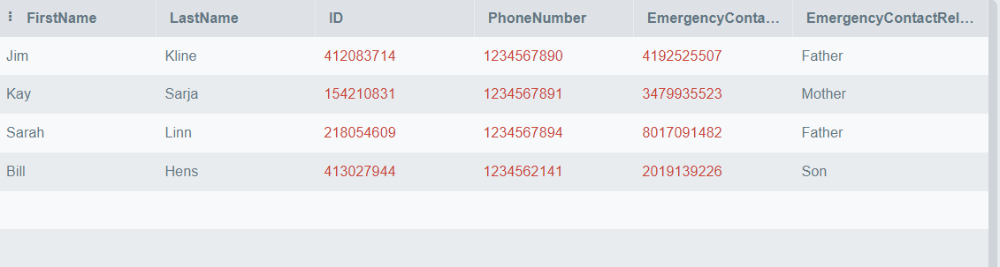 FirstName LastName ID PhoneNumber EmergencyConta... EmergencyContactRel...
Jim Kline 412083714 1234567890 4192525507 Father
Kay Sarja 154210831 1234567891 3479935523 Mother
Sarah Linn 218054609 1234567894 8017091482 Father
Bill Hens 413027944 1234562141 2019139226 Son